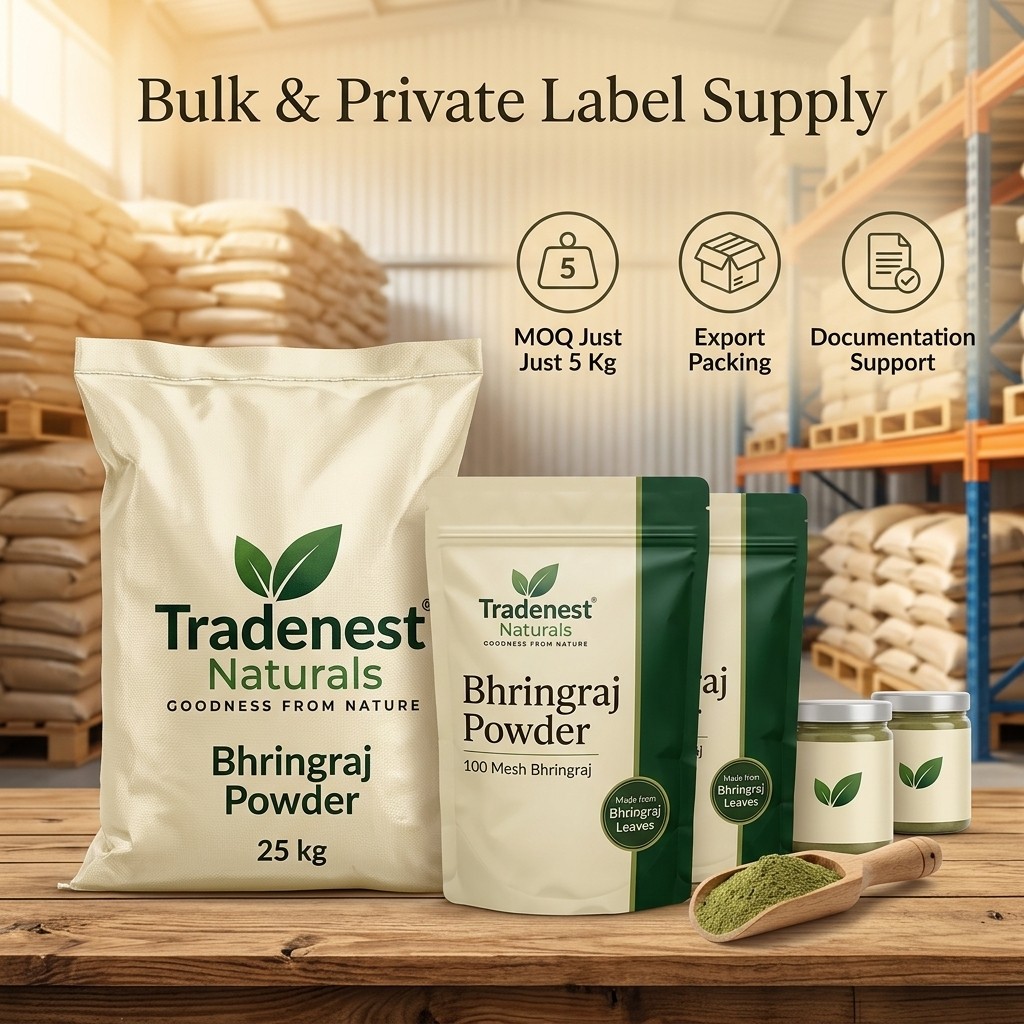 Bulk & Private Label Supply
5
MOQ Just
Just 5 Kg
Export
Packing
Documentation
Support
Tradenest®
Naturals
GOODNESS FROM NATURE
Bhringraj
Powder
25 kg
Tradenest®
Naturals
GOODNESS FROM NATURE
Bhringraj
Powder
100 Mesh Bhringraj
Made from
Bhringraj
Leaves
raj
Made from
Bhringrsj
Leaves